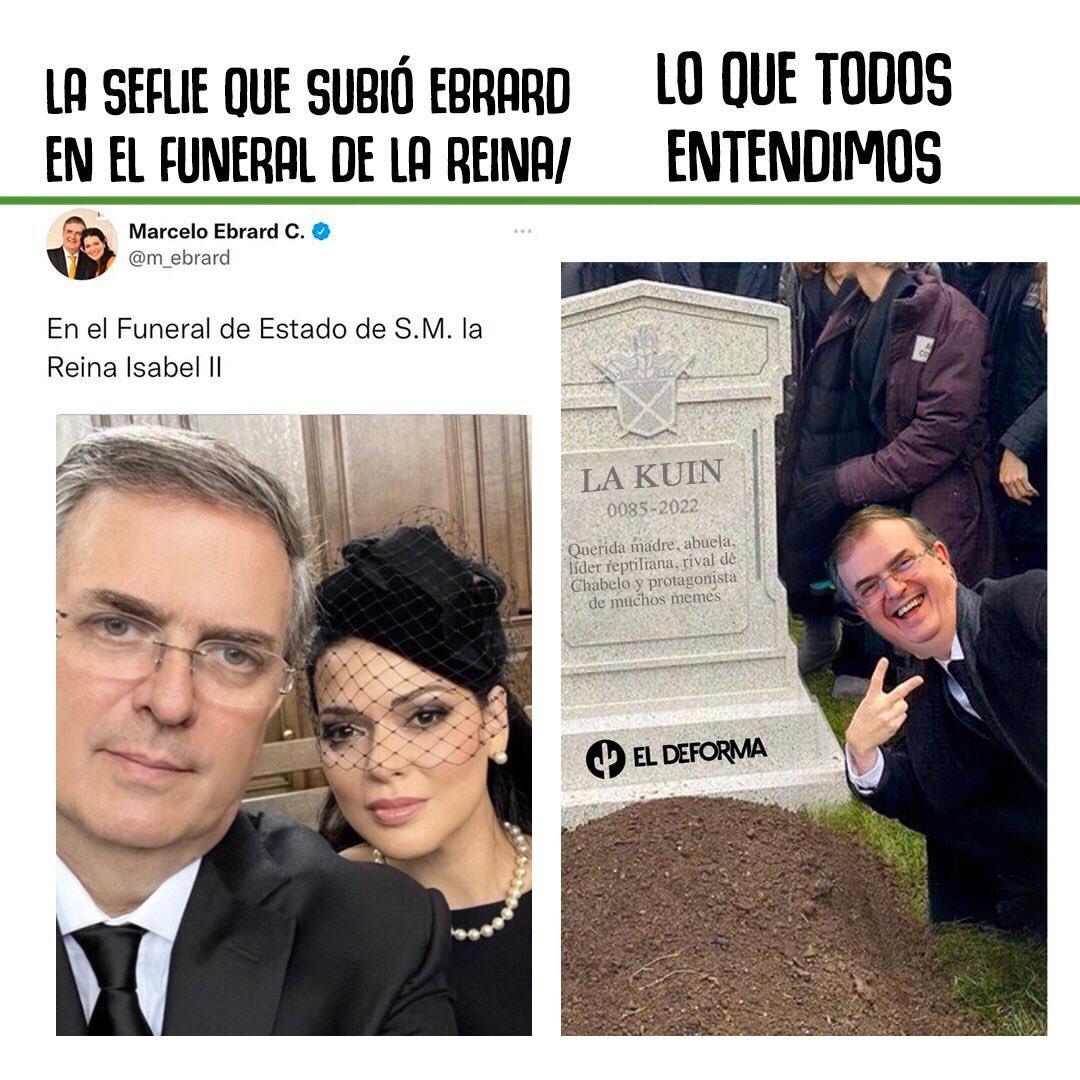 LA SEFLIE QUE SUBIÓ EBRARD
EN EL FUNERAL DE LA REINA/
LO QUE TODOS
ENTENDIMOS
Marcelo Ebrard C.
@m_ebrard
En el Funeral de Estado de S.M. la
Reina Isabel II
LA KUIN
0085-2022
Querida madre, abuela,
líder reptiliana, rival de
Chabelo y protagonista
de muchos memes
EL DEFORMA